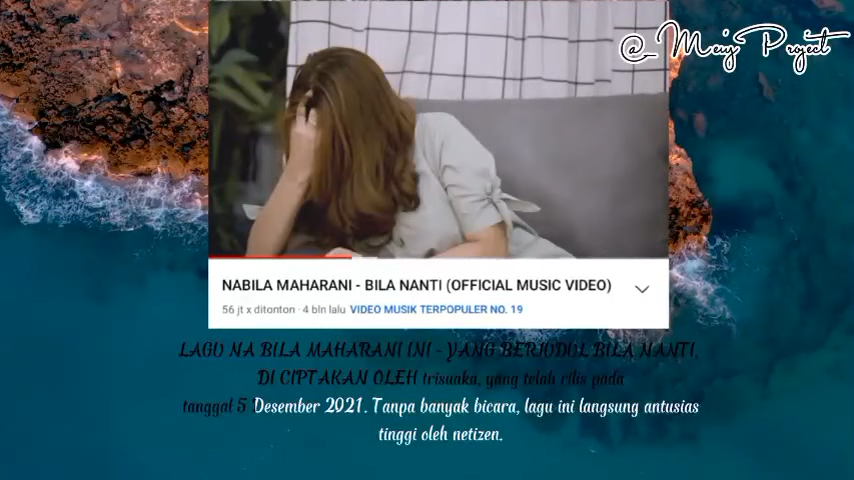 @_Meij Project
NABILA MAHARANI - BILA NANTI (OFFICIAL MUSIC VIDEO)
56 jt x ditonton · 4 bln lalu VIDEO MUSIK TERPOPULER NO. 19
LAGU NA BILA MAHARANI INI - YANG BERJUDUL BILA NANTI,
DI CIPTAKAN OLEH trisuaka, yang telah rilis pada
tanggal 5 Desember 2021. Tanpa banyak bicara, lagu ini langsung antusias
tinggi oleh netizen.